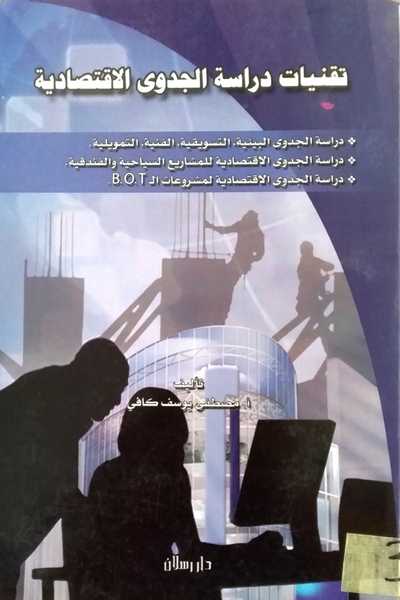 تقنيات دراسة الجدوى الاقتصادية
❖ دراسة الجدوى البيئية، التسويقية، الفنية، التمويلية.
❖ دراسة الجدوى الاقتصادية للمشاريع السياحية والفندقية.
❖ دراسة الجدوى الاقتصادية لمشروعات الـ B.O.T.
تأليف
أ. مصطفى يوسف كافي
دار رسلان
3